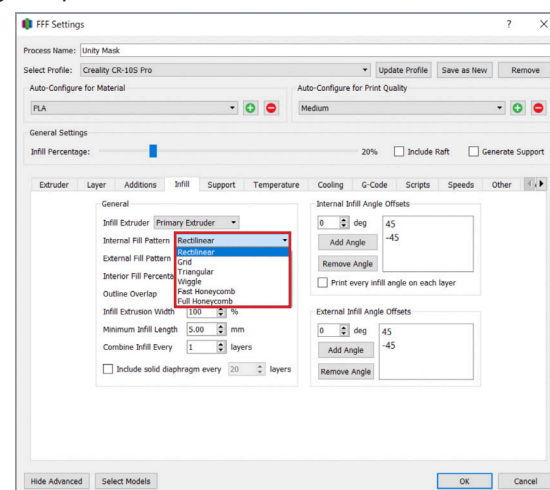 FFF Settings ? X
Process Name: Unity Mask
Select Profile: Creality CR-10S Pro Update Profile Save as New Remove
Auto-Configure for Material Auto-Configure for Print Quality
PLA Medium
General Settings
Infill Percentage: 20% Include Raft Generate Support
Extruder Layer Additions Infill Support Temperature Cooling G-Code Scripts Speeds Other
General Internal Infill Angle Offsets
Infill Extruder Primary Extruder 0 deg 45
Internal Fill Pattern Rectilinear Add Angle -45
Rectilinear
External Fill Pattern Grid Remove Angle
Triangular
Interior Fill Percenta Wiggle Print every infill angle on each layer
Fast Honeycomb
Outline Overlap Full Honeycomb
Infill Extrusion Width 100 % External Infill Angle Offsets
Minimum Infill Length 5.00 mm 0 deg 45
Combine Infill Every 1 layers Add Angle -45
Include solid diaphragm every 20 layers Remove Angle
Hide Advanced Select Models OK Cancel